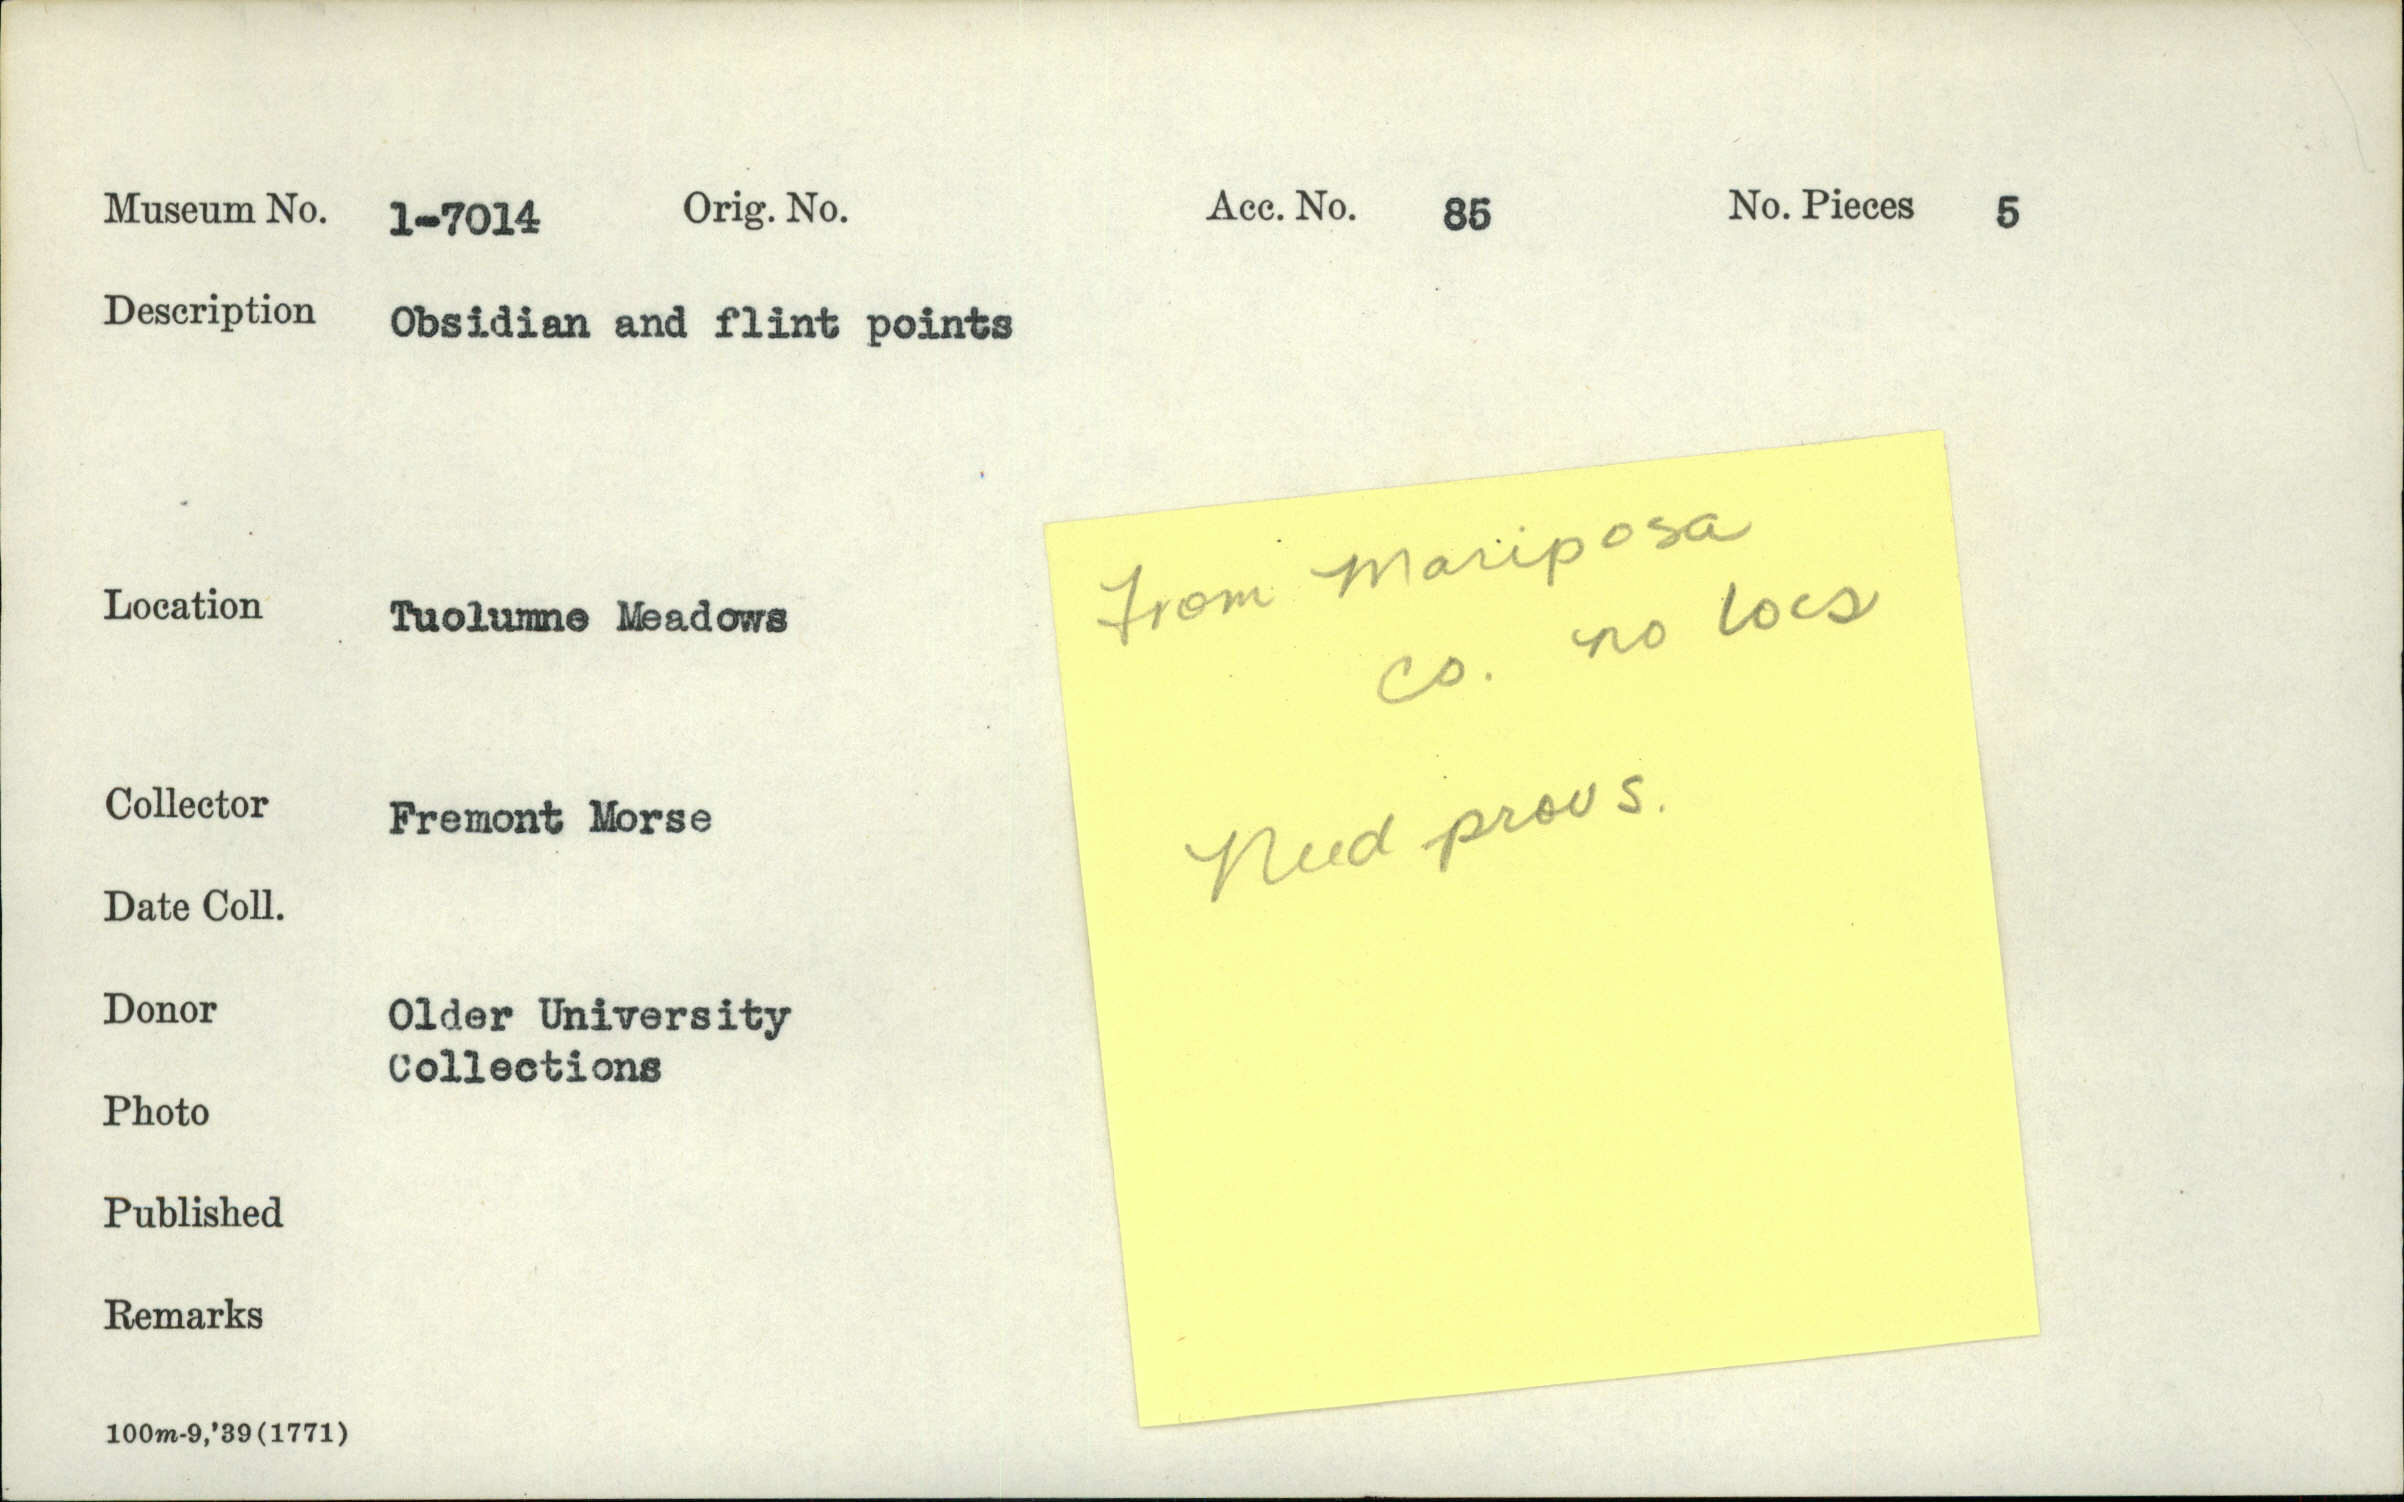 Museum No. 1-7014 Orig. No. Acc. No. 85 No. Pieces 5
Description Obsidian and flint points
Location Tuolumne Meadows
Collector Fremont Morse
Date Coll.
Donor Older University
Collections
Photo
Published
Remarks
100m-9,'39(1771)
From Mariposa
Co. no locs
Need provs.